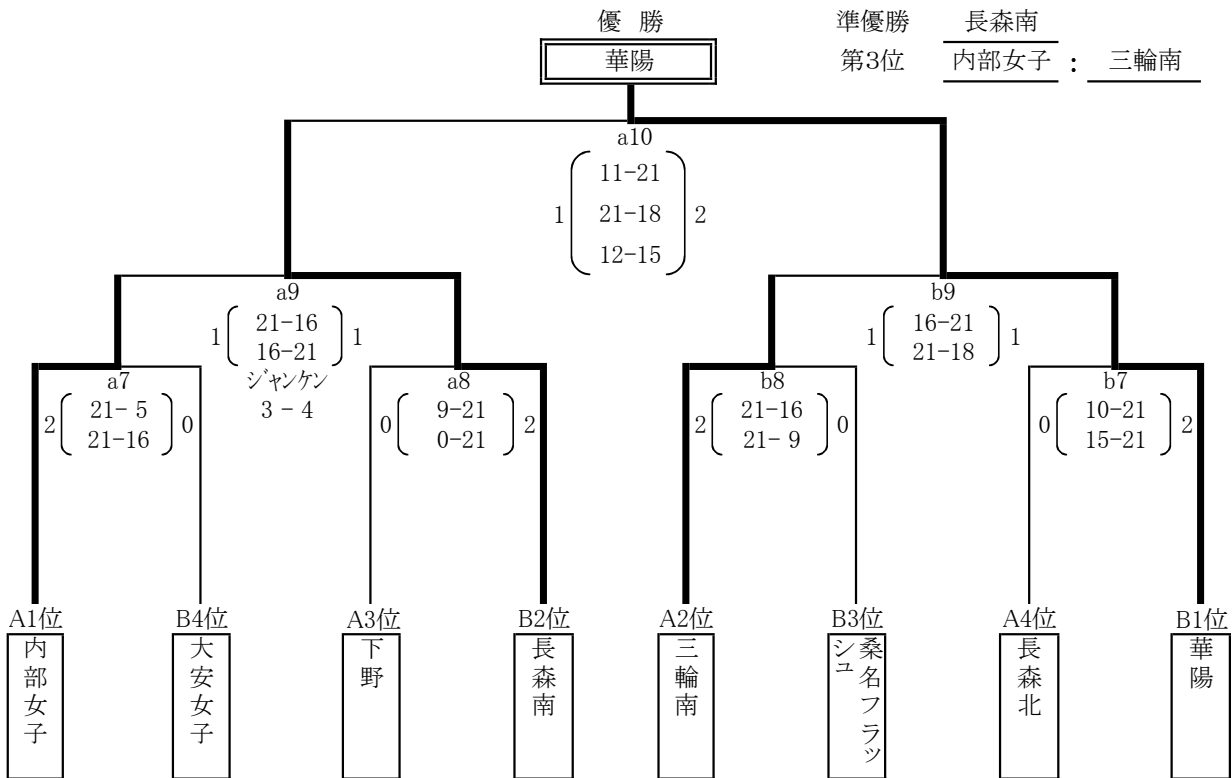 優 勝
準優勝 長森南
華陽
第3位 内部女子 : 三輪南
a10
11-21
1 21-18 2
12-15
a9
21-16
1 1
16-21
ジャンケン
3 - 4
b9
16-21
1 1
21-18
a7
21- 5
2 0
21-16
a8
9-21
0 2
0-21
b8
21-16
2 0
21- 9
b7
10-21
0 2
15-21
A1位 B4位 A3位 B2位 A2位 B3位 A4位 B1位
内部女子
大安女子
下野
長森南
三輪南
桑名フラッ
シュ
長森北
華陽